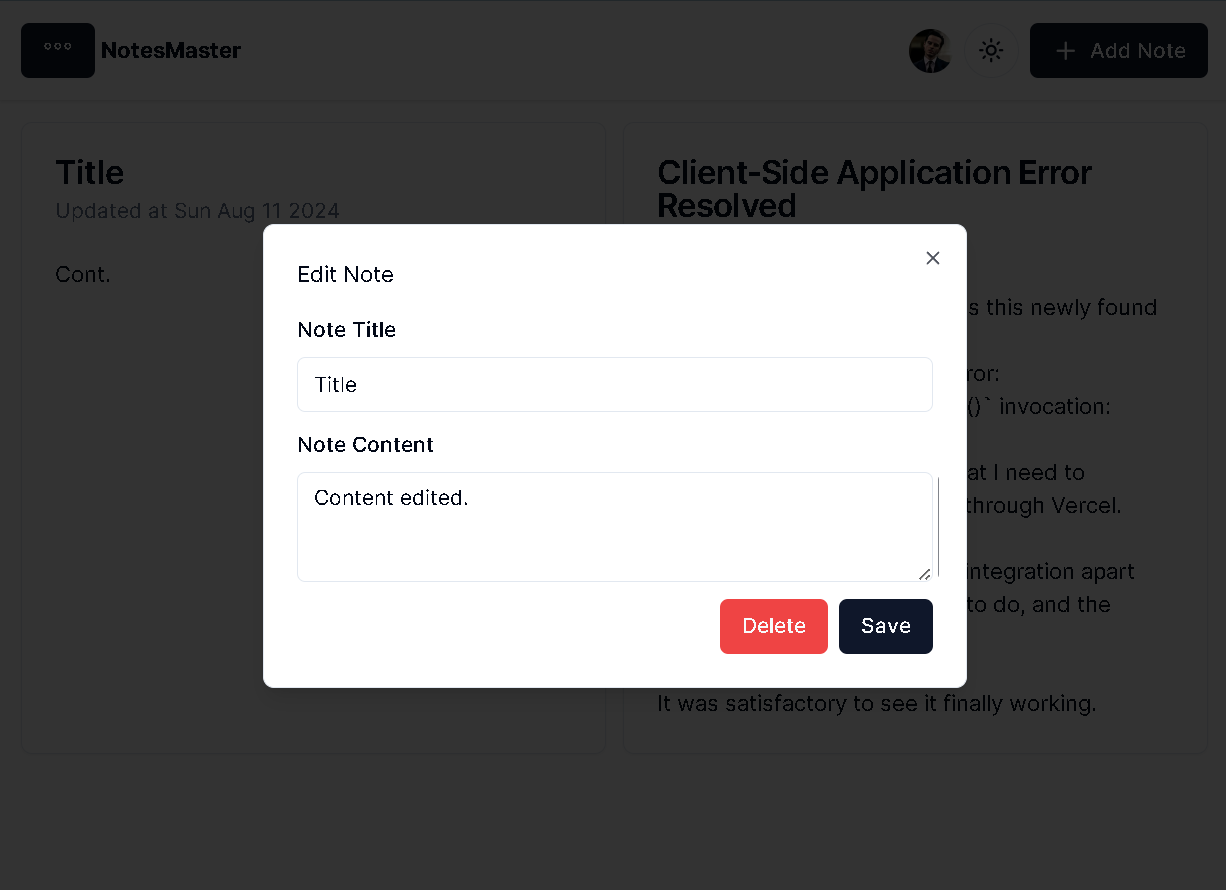 NotesMaster
Add Note
Title
Updated at Sun Aug 11 2024
Cont.
Client-Side Application Error
Resolved
s this newly found
ror:
()` invocation:
at I need to
through Vercel.
integration apart
to do, and the
It was satisfactory to see it finally working.
Edit Note
Note Title
Title
Note Content
Content edited.
Delete
Save